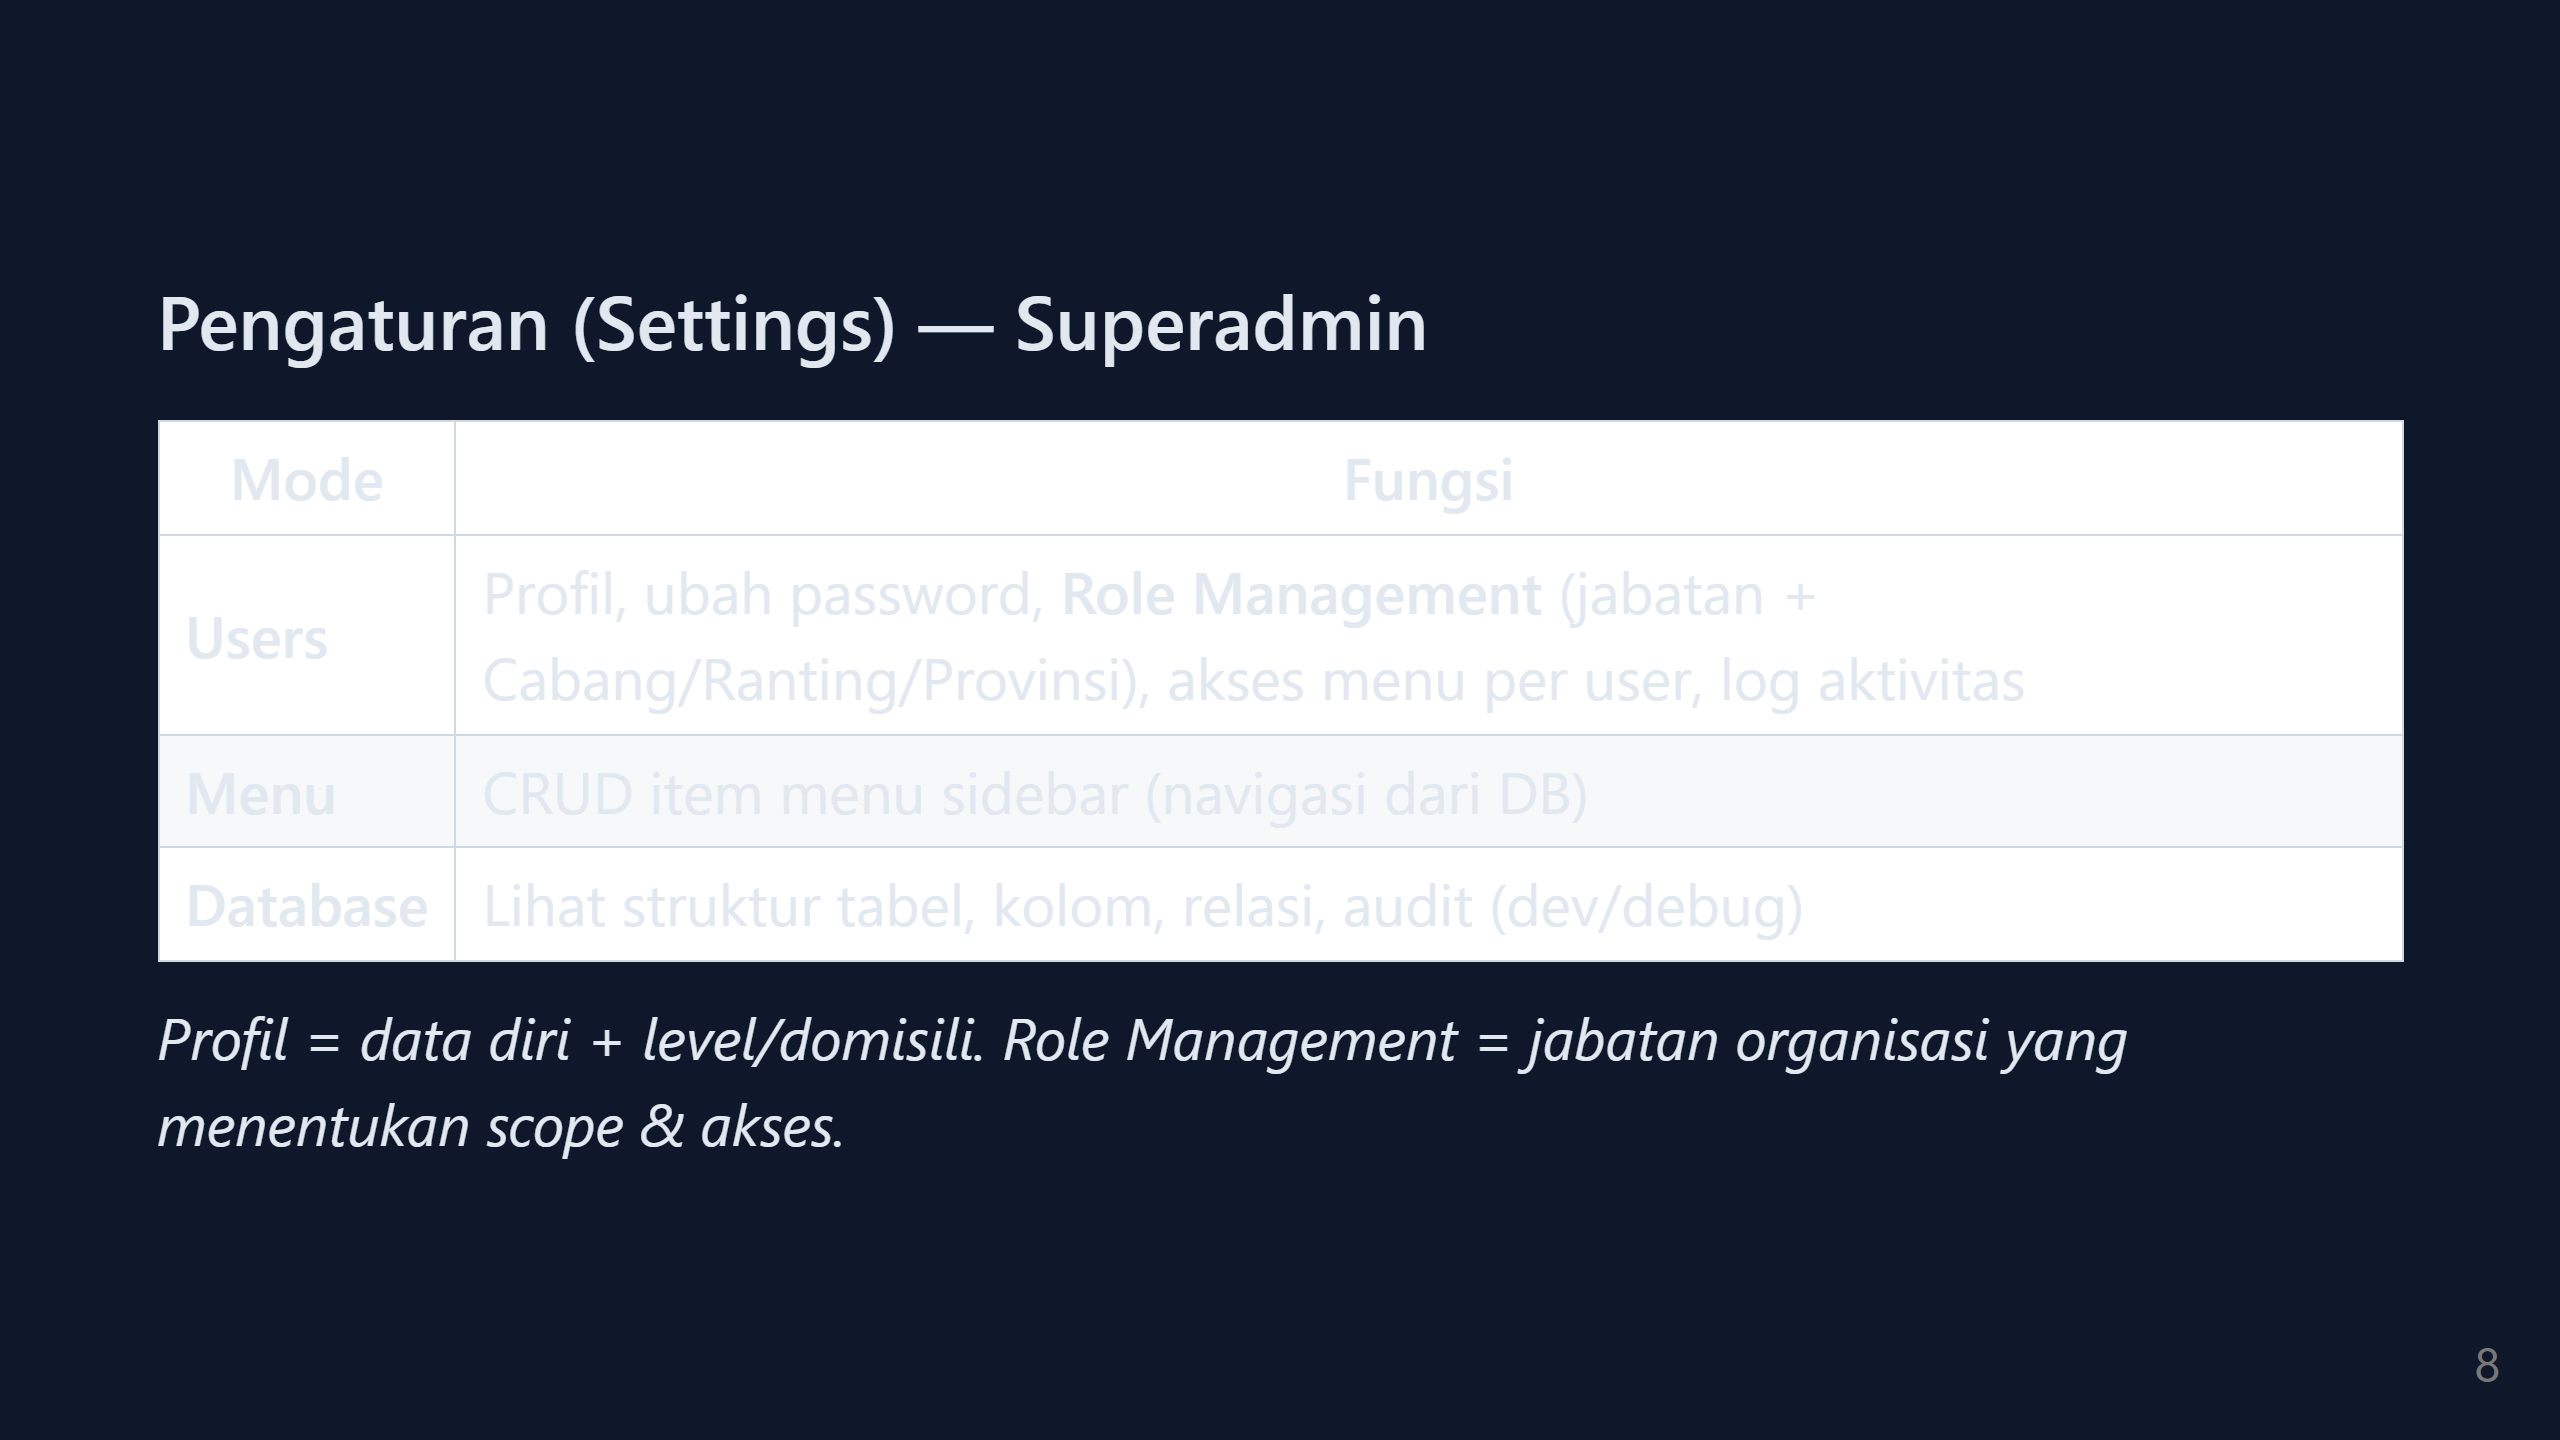 Pengaturan (Settings) — Superadmin
Mode
Fungsi
Users
Profil, ubah password, Role Management (jabatan +
Cabang/Ranting/Provinsi), akses menu per user, log aktivitas
Menu
CRUD item menu sidebar (navigasi dari DB)
Database
Lihat struktur tabel, kolom, relasi, audit (dev/debug)
Profil = data diri + level/domisili. Role Management = jabatan organisasi yang
menentukan scope & akses.
8